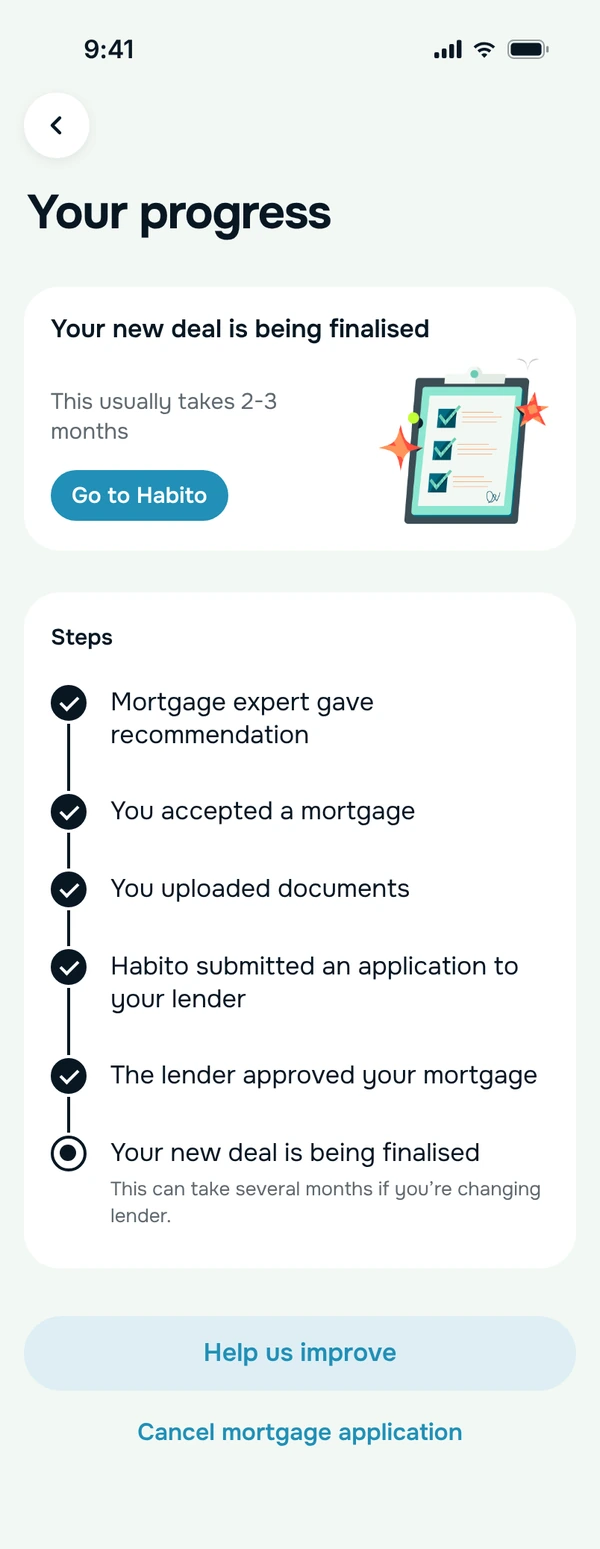 9:41
Your progress
Your new deal is being finalised
This usually takes 2-3
months
Go to Habito
Steps
Mortgage expert gave
recommendation
You accepted a mortgage
You uploaded documents
Habito submitted an application to
your lender
The lender approved your mortgage
Your new deal is being finalised
This can take several months if you’re changing
lender.
Help us improve
Cancel mortgage application